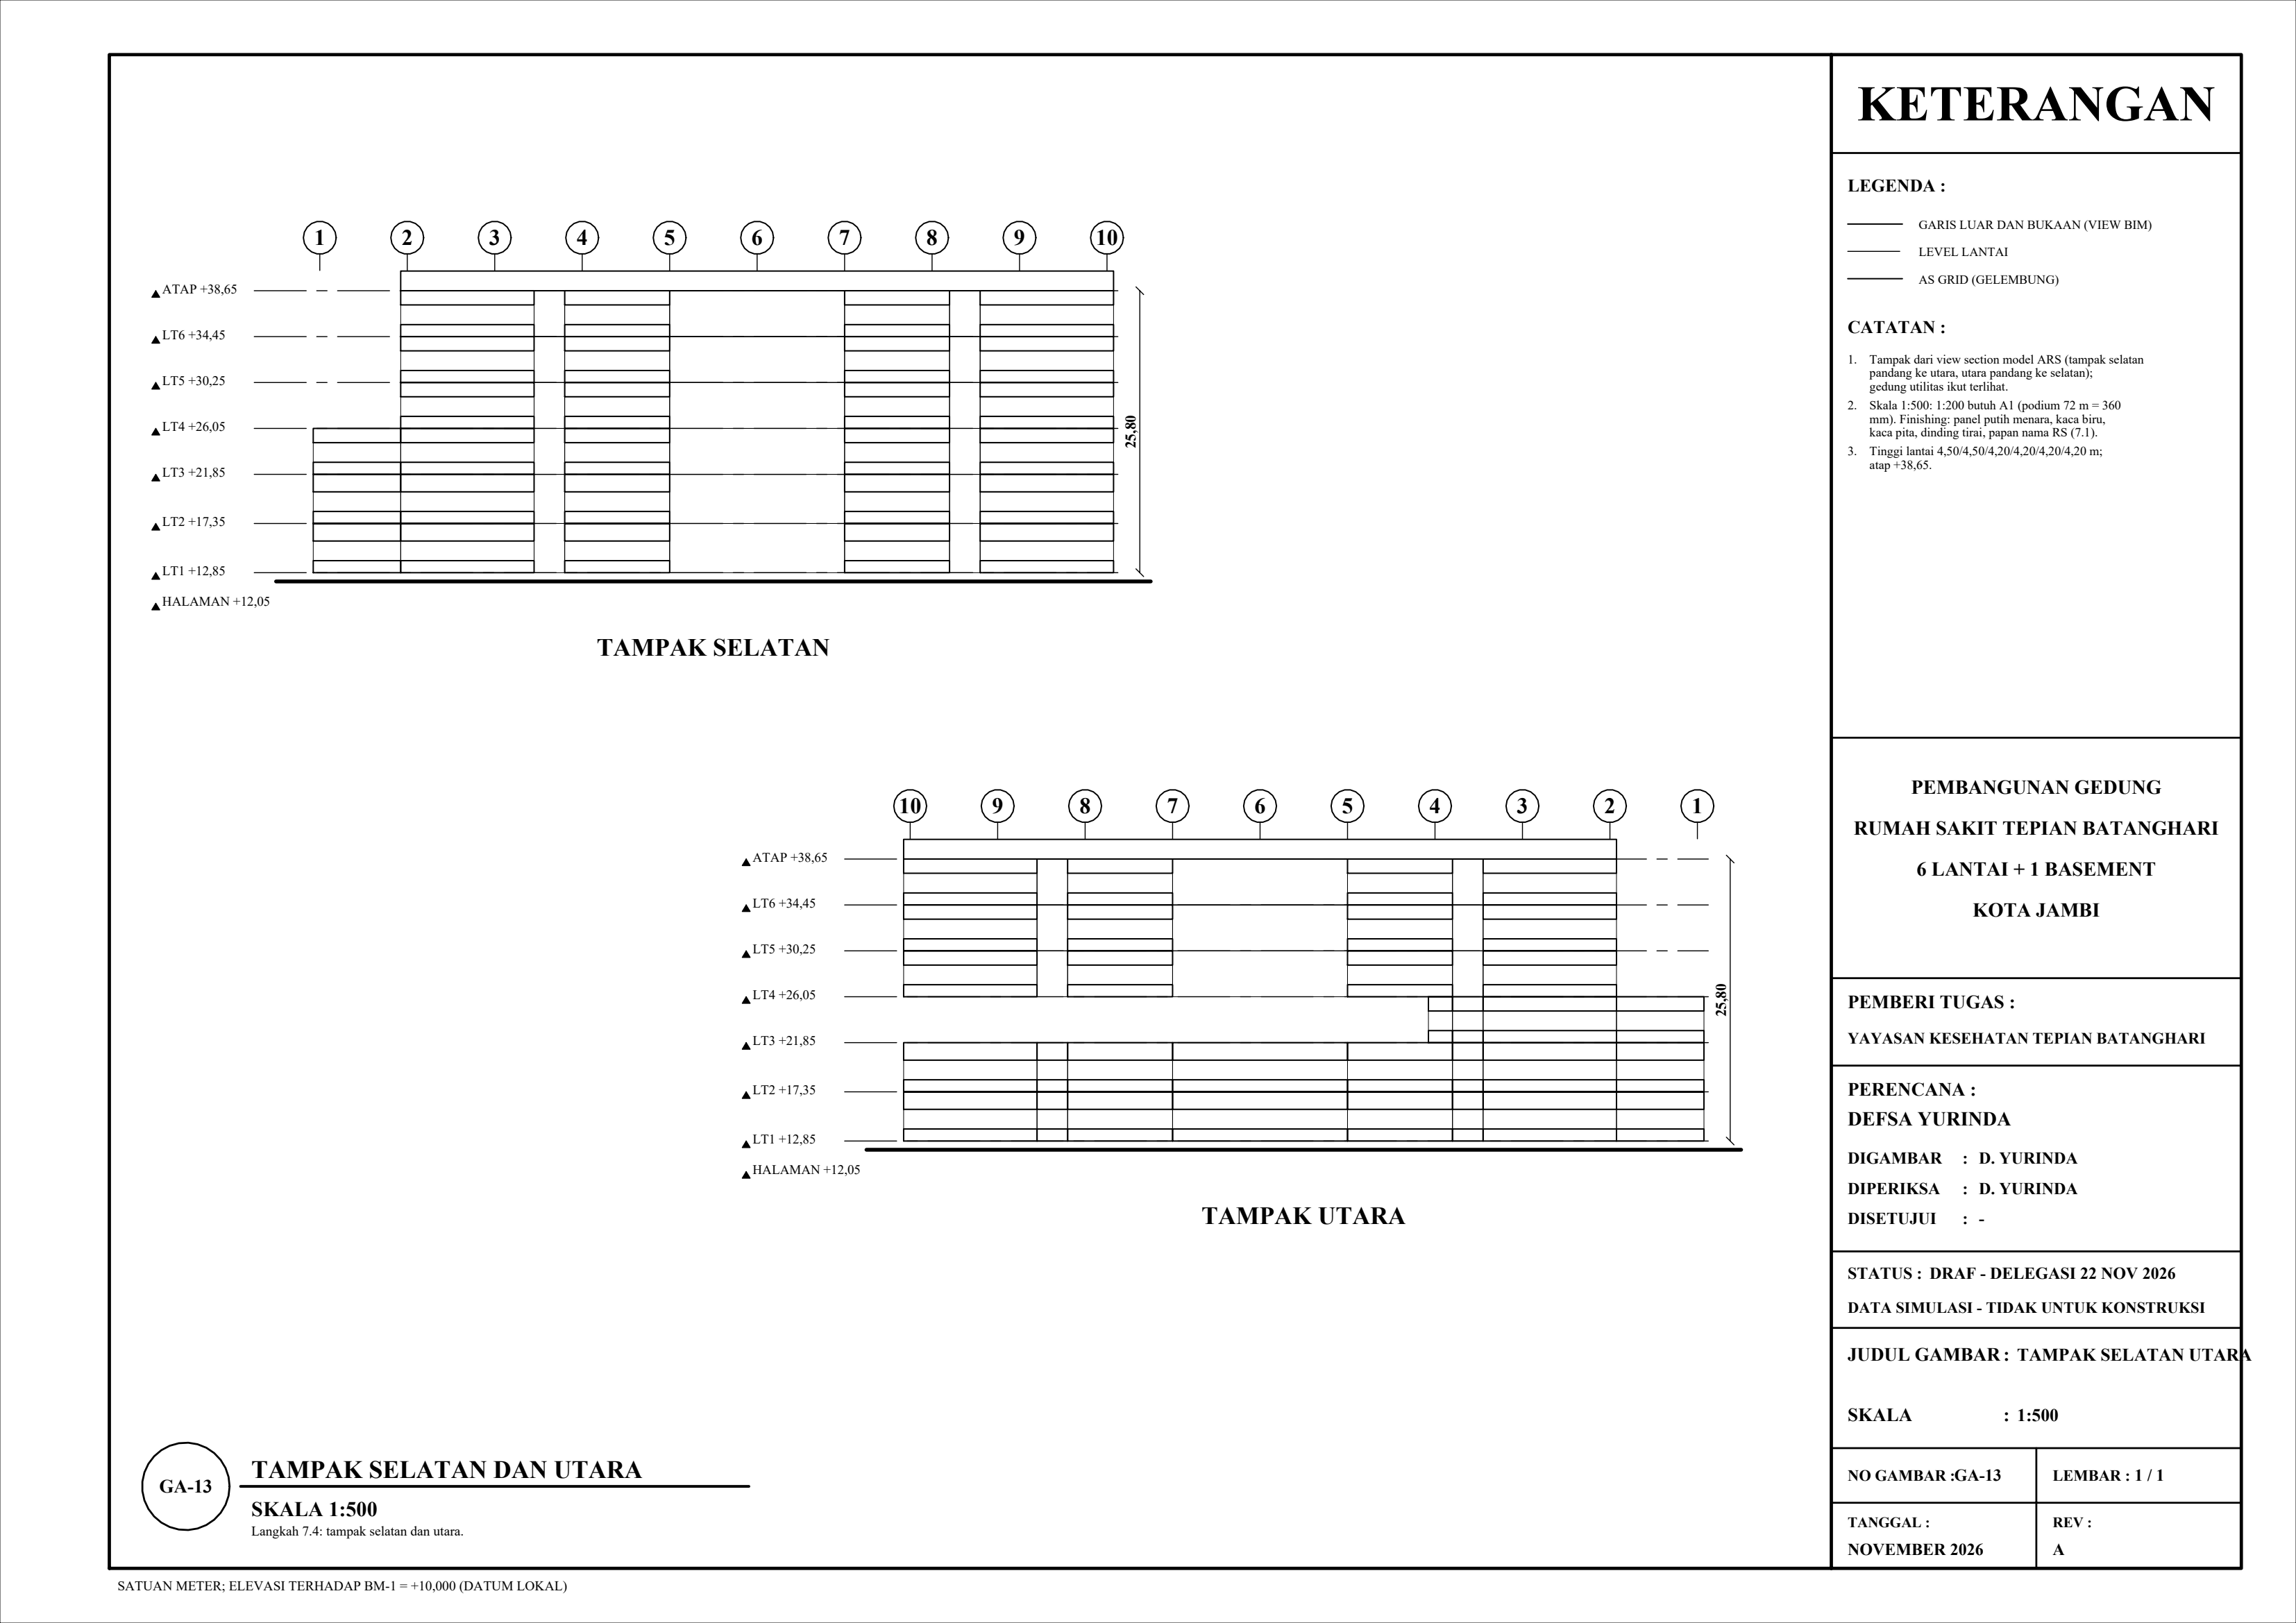 1 2 3 4 5 6 7 8 9 10
ATAP +38,65
LT6 +34,45
LT5 +30,25
LT4 +26,05
LT3 +21,85
LT2 +17,35
LT1 +12,85
HALAMAN +12,05
25,80
TAMPAK SELATAN
10 9 8 7 6 5 4 3 2 1
ATAP +38,65
LT6 +34,45
LT5 +30,25
LT4 +26,05
LT3 +21,85
LT2 +17,35
LT1 +12,85
HALAMAN +12,05
25,80
TAMPAK UTARA
GA-13
TAMPAK SELATAN DAN UTARA
SKALA 1:500
Langkah 7.4: tampak selatan dan utara.
SATUAN METER; ELEVASI TERHADAP BM-1 = +10,000 (DATUM LOKAL)
KETERANGAN
LEGENDA :
GARIS LUAR DAN BUKAAN (VIEW BIM)
LEVEL LANTAI
AS GRID (GELEMBUNG)
CATATAN :
1. Tampak dari view section model ARS (tampak selatan
pandang ke utara, utara pandang ke selatan);
gedung utilitas ikut terlihat.
2. Skala 1:500: 1:200 butuh A1 (podium 72 m = 360
mm). Finishing: panel putih menara, kaca biru,
kaca pita, dinding tirai, papan nama RS (7.1).
3. Tinggi lantai 4,50/4,50/4,20/4,20/4,20/4,20 m;
atap +38,65.
PEMBANGUNAN GEDUNG
RUMAH SAKIT TEPIAN BATANGHARI
6 LANTAI + 1 BASEMENT
KOTA JAMBI
PEMBERI TUGAS :
YAYASAN KESEHATAN TEPIAN BATANGHARI
PERENCANA :
DEFSA YURINDA
DIGAMBAR : D. YURINDA
DIPERIKSA : D. YURINDA
DISETUJUI : -
STATUS : DRAF - DELEGASI 22 NOV 2026
DATA SIMULASI - TIDAK UNTUK KONSTRUKSI
JUDUL GAMBAR : TAMPAK SELATAN UTARA
SKALA : 1:500
NO GAMBAR :GA-13
LEMBAR : 1 / 1
TANGGAL :
NOVEMBER 2026
REV :
A